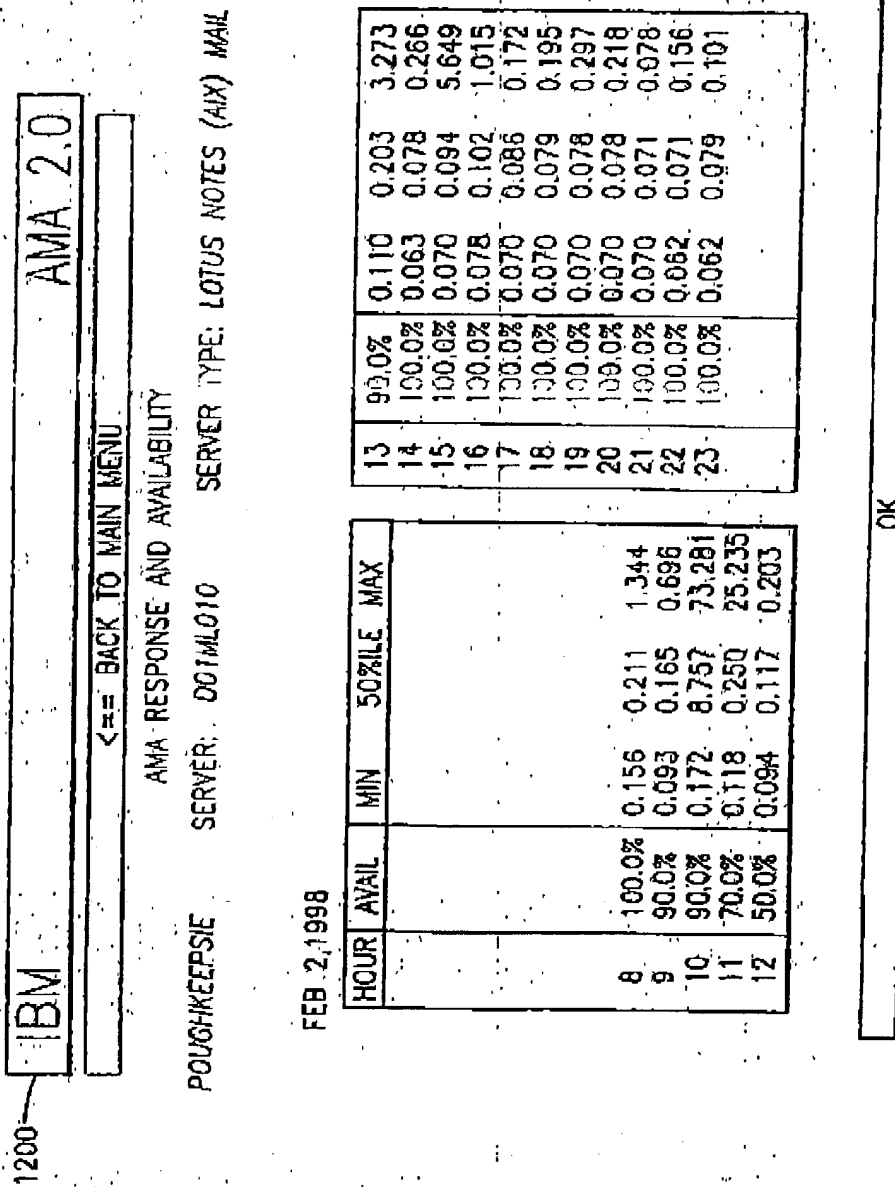 1200
IBM AMA 2.0
<== BACK TO MAIN MENU
AMA RESPONSE AND AVAILABILITY
POUGHKEEPSIE SERVER: D01ML010 SERVER TYPE: LOTUS NOTES (AIX) MAIL
FEB 2,1998
HOUR AVAIL MIN 50%ILE MAX
8 100.0% 0.156 0.211 1.344
9 90.0% 0.093 0.165 0.696
10 90.0% 0.172 8.757 73.281
11 70.0% 0.118 0.250 25.235
12 50.0% 0.094 0.117 0.203
13 90.0% 0.110 0.203 3.273
14 100.0% 0.063 0.078 0.266
15 100.0% 0.070 0.094 5.649
16 100.0% 0.078 0.102 1.015
17 100.0% 0.070 0.086 0.172
18 100.0% 0.070 0.079 0.195
19 100.0% 0.070 0.078 0.297
20 100.0% 0.070 0.078 0.218
21 100.0% 0.070 0.071 0.078
22 100.0% 0.062 0.071 0.156
23 100.0% 0.062 0.079 0.101
OK